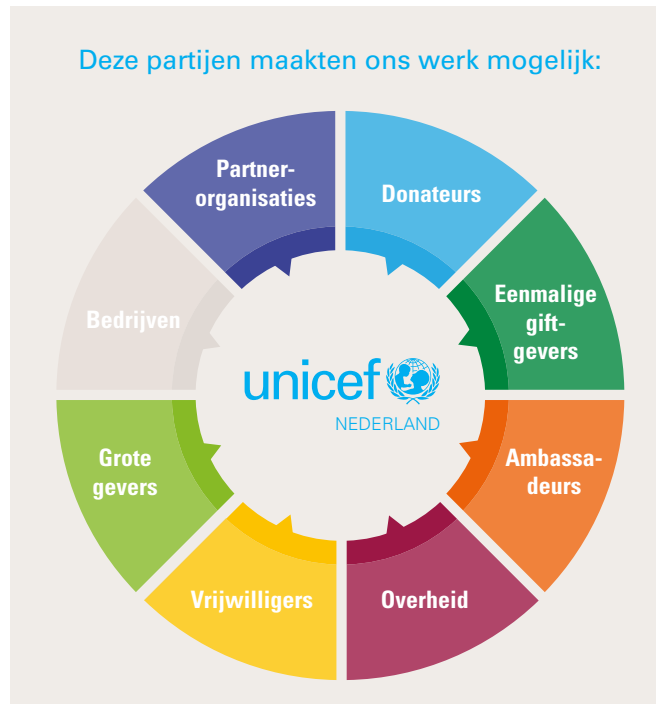 Deze partijen maakten ons werk mogelijk:
Partner-
organisaties
Donateurs
Eenmalige
gift-
gevers
Ambassa-
deurs
Overheid
Vrijwilligers
Grote
gevers
Bedrijven
unicef
NEDERLAND